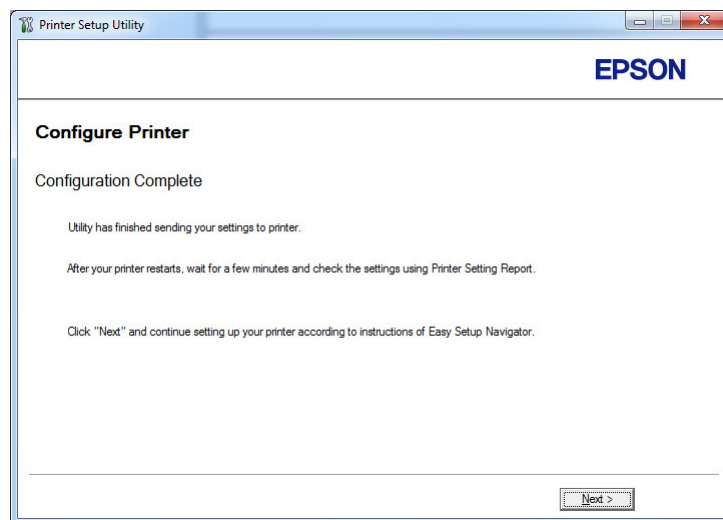 Printer Setup Utility
EPSON
Configure Printer
Configuration Complete
Utility has finished sending your settings to printer.
After your printer restarts, wait for a few minutes and check the settings using Printer Setting Report.
Click "Next" and continue setting up your printer according to instructions of Easy Setup Navigator.
Next >